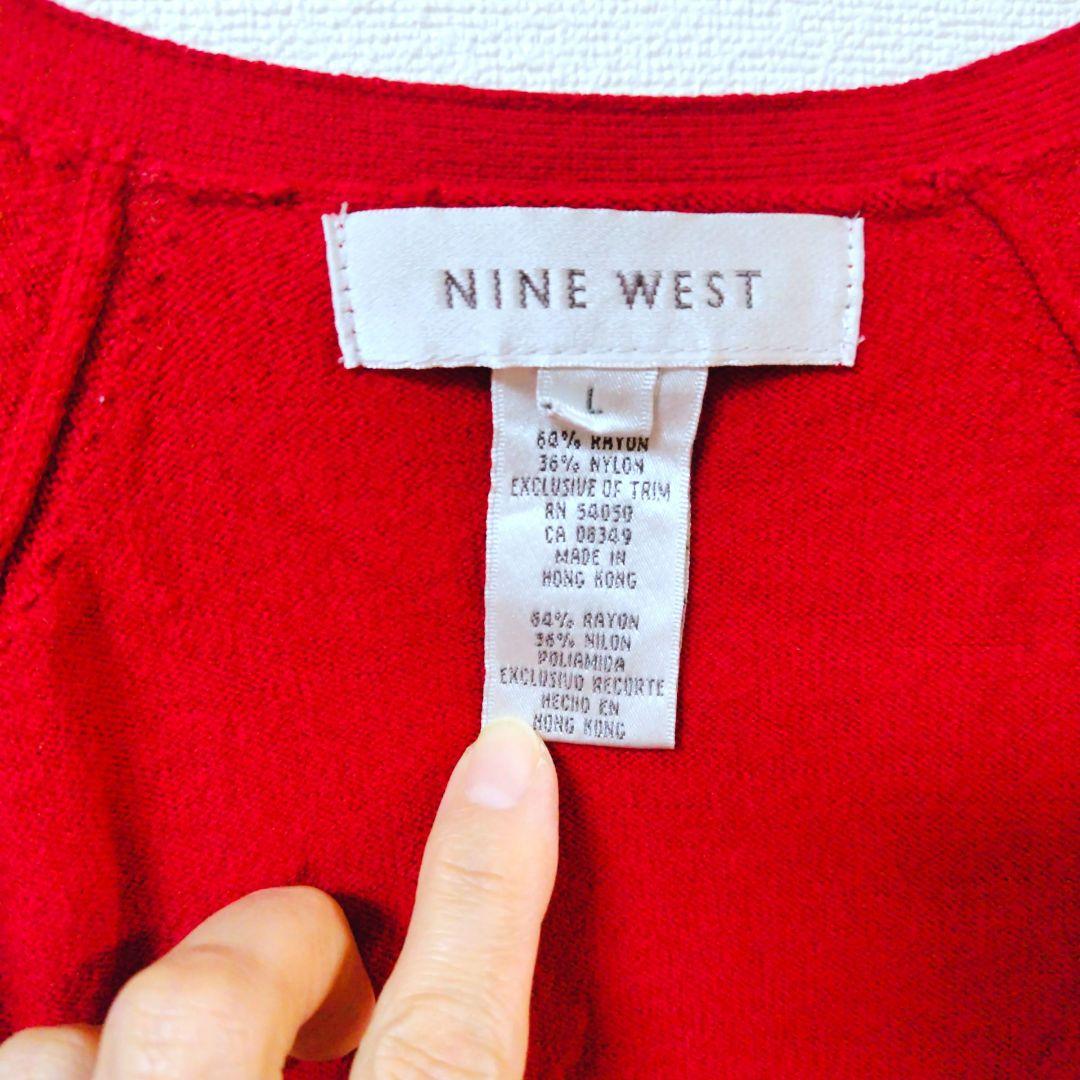 NINE WEST
L
64% RAYON
36% NYLON
EXCLUSIVE OF TRIM
RN 54050
CA 08349
MADE IN
HONG KONG
64% RAYON
36% NILON
POLIAMIDA
EXCLUSIVO RECORTE
HECHO EN
HONG KONG